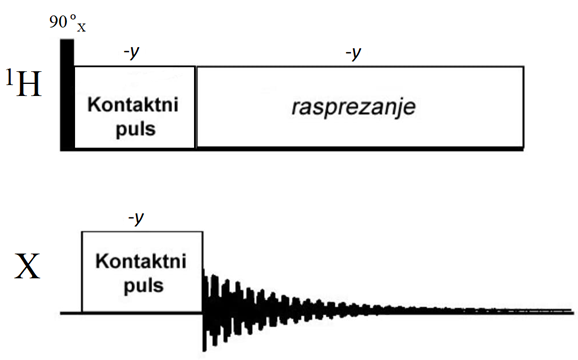 90°X
-y
-y
¹H
Kontaktni
puls
rasprezanje
-y
X
Kontaktni
puls